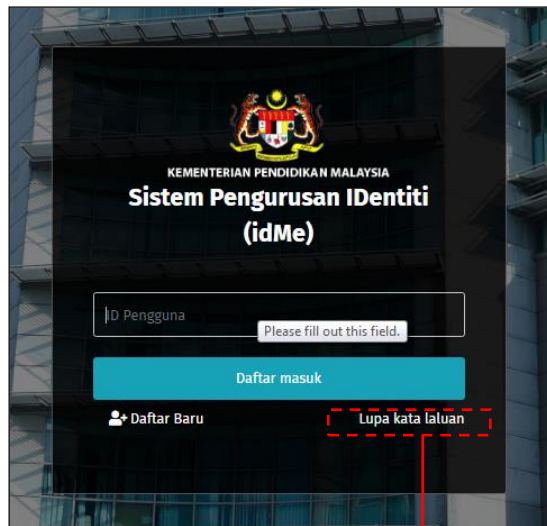 KEMENTERIAN PENDIDIKAN MALAYSIA
Sistem Pengurusan IDentiti
(idMe)
ID Pengguna
Please fill out this field.
Daftar masuk
Daftar Baru
Lupa kata laluan